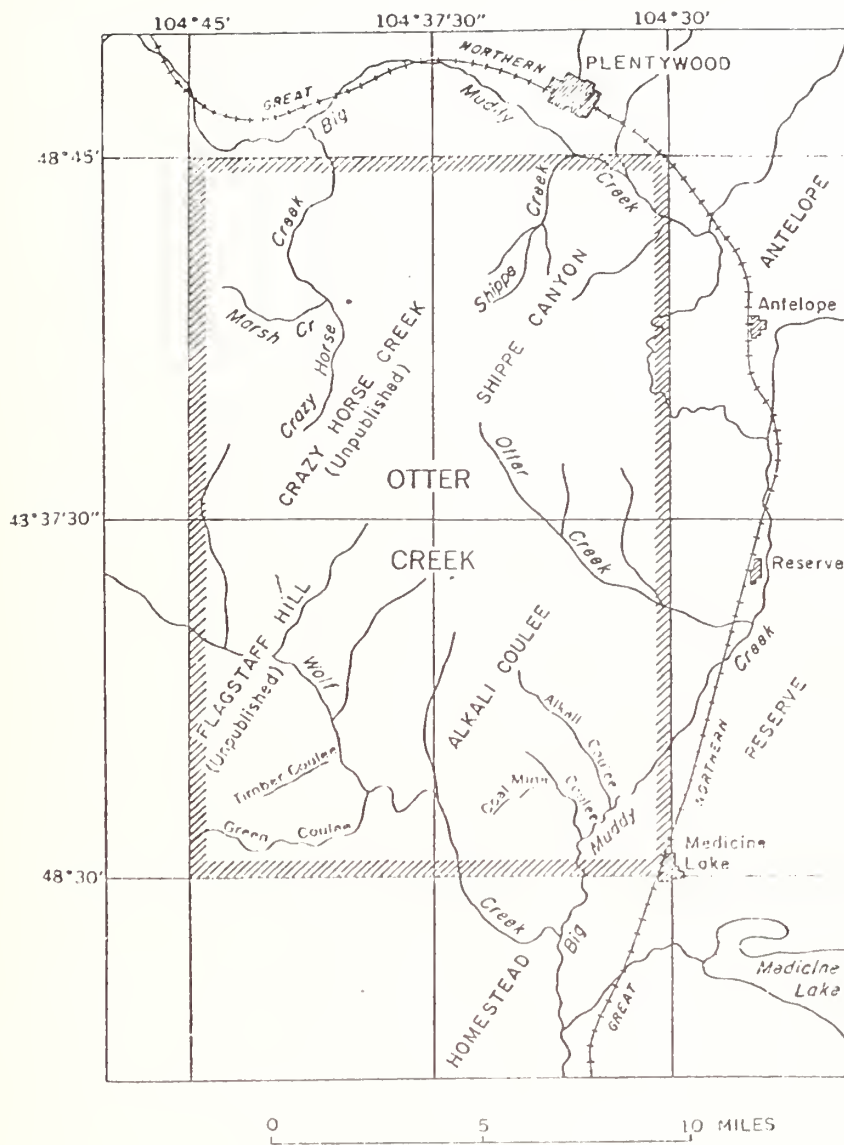 104°45′ 104°37′30″ 104°30′
NORTHERN
PLENTYWOOD
GREAT
Big
Muddy
48°45′
Creek
Creek
Creek
ANTELOPE
Shippe
SHIPPE CANYON
Antelope
Marsh Cr
Horse
Crazy
CRAZY HORSE CREEK
(Unpublished)
Otter
OTTER
43°37′30″
CREEK
Creek
Reserve
FLAGSTAFF HILL
(Unpublished)
Wolf
ALKALI COULEE
Creek
RESERVE
Alkali
Coulee
NORTHERN
Timber Coulee
Coal Mine
Coulee
Green Coulee
Muddy
Medicine
Lake
48°30′
Creek
Big
HOMESTEAD
GREAT
Medicine
Lake
0 5 10 MILES